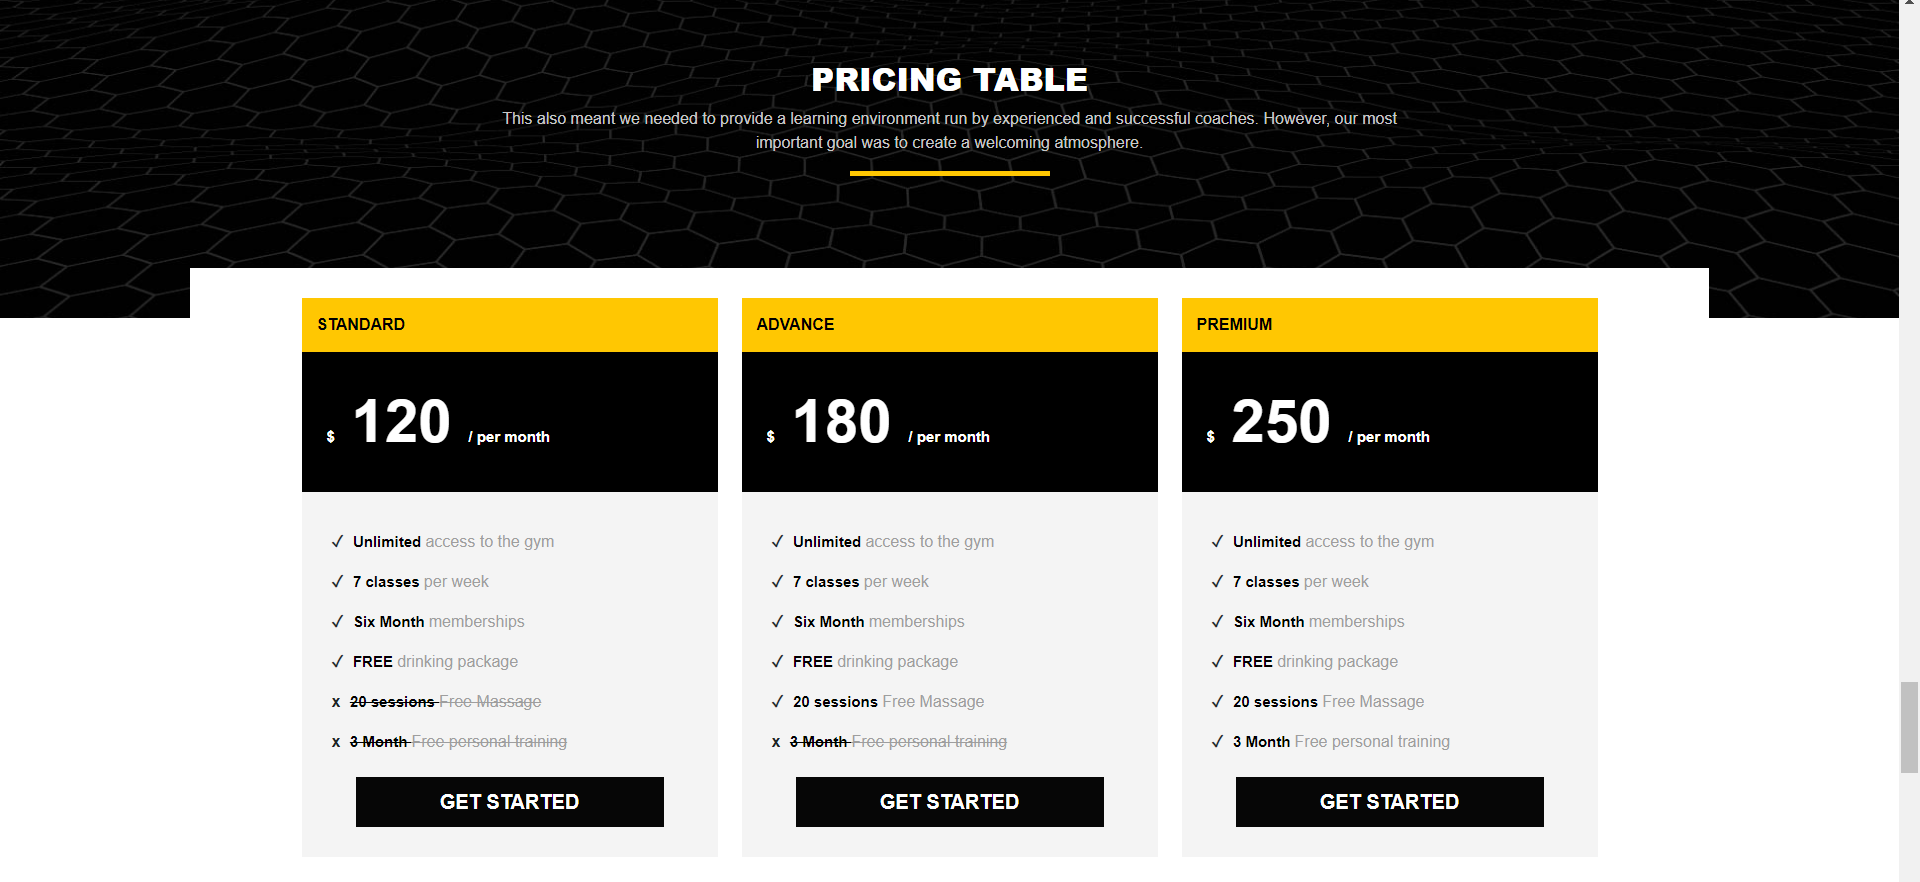 PRICING TABLE
This also meant we needed to provide a learning environment run by experienced and successful coaches. However, our most
important goal was to create a welcoming atmosphere.
STANDARD
$ 120 / per month
✓ Unlimited access to the gym
✓ 7 classes per week
✓ Six Month memberships
✓ FREE drinking package
x 20 sessions Free Massage
x 3 Month Free personal training
GET STARTED
ADVANCE
$ 180 / per month
✓ Unlimited access to the gym
✓ 7 classes per week
✓ Six Month memberships
✓ FREE drinking package
✓ 20 sessions Free Massage
x 3 Month Free personal training
GET STARTED
PREMIUM
$ 250 / per month
✓ Unlimited access to the gym
✓ 7 classes per week
✓ Six Month memberships
✓ FREE drinking package
✓ 20 sessions Free Massage
✓ 3 Month Free personal training
GET STARTED